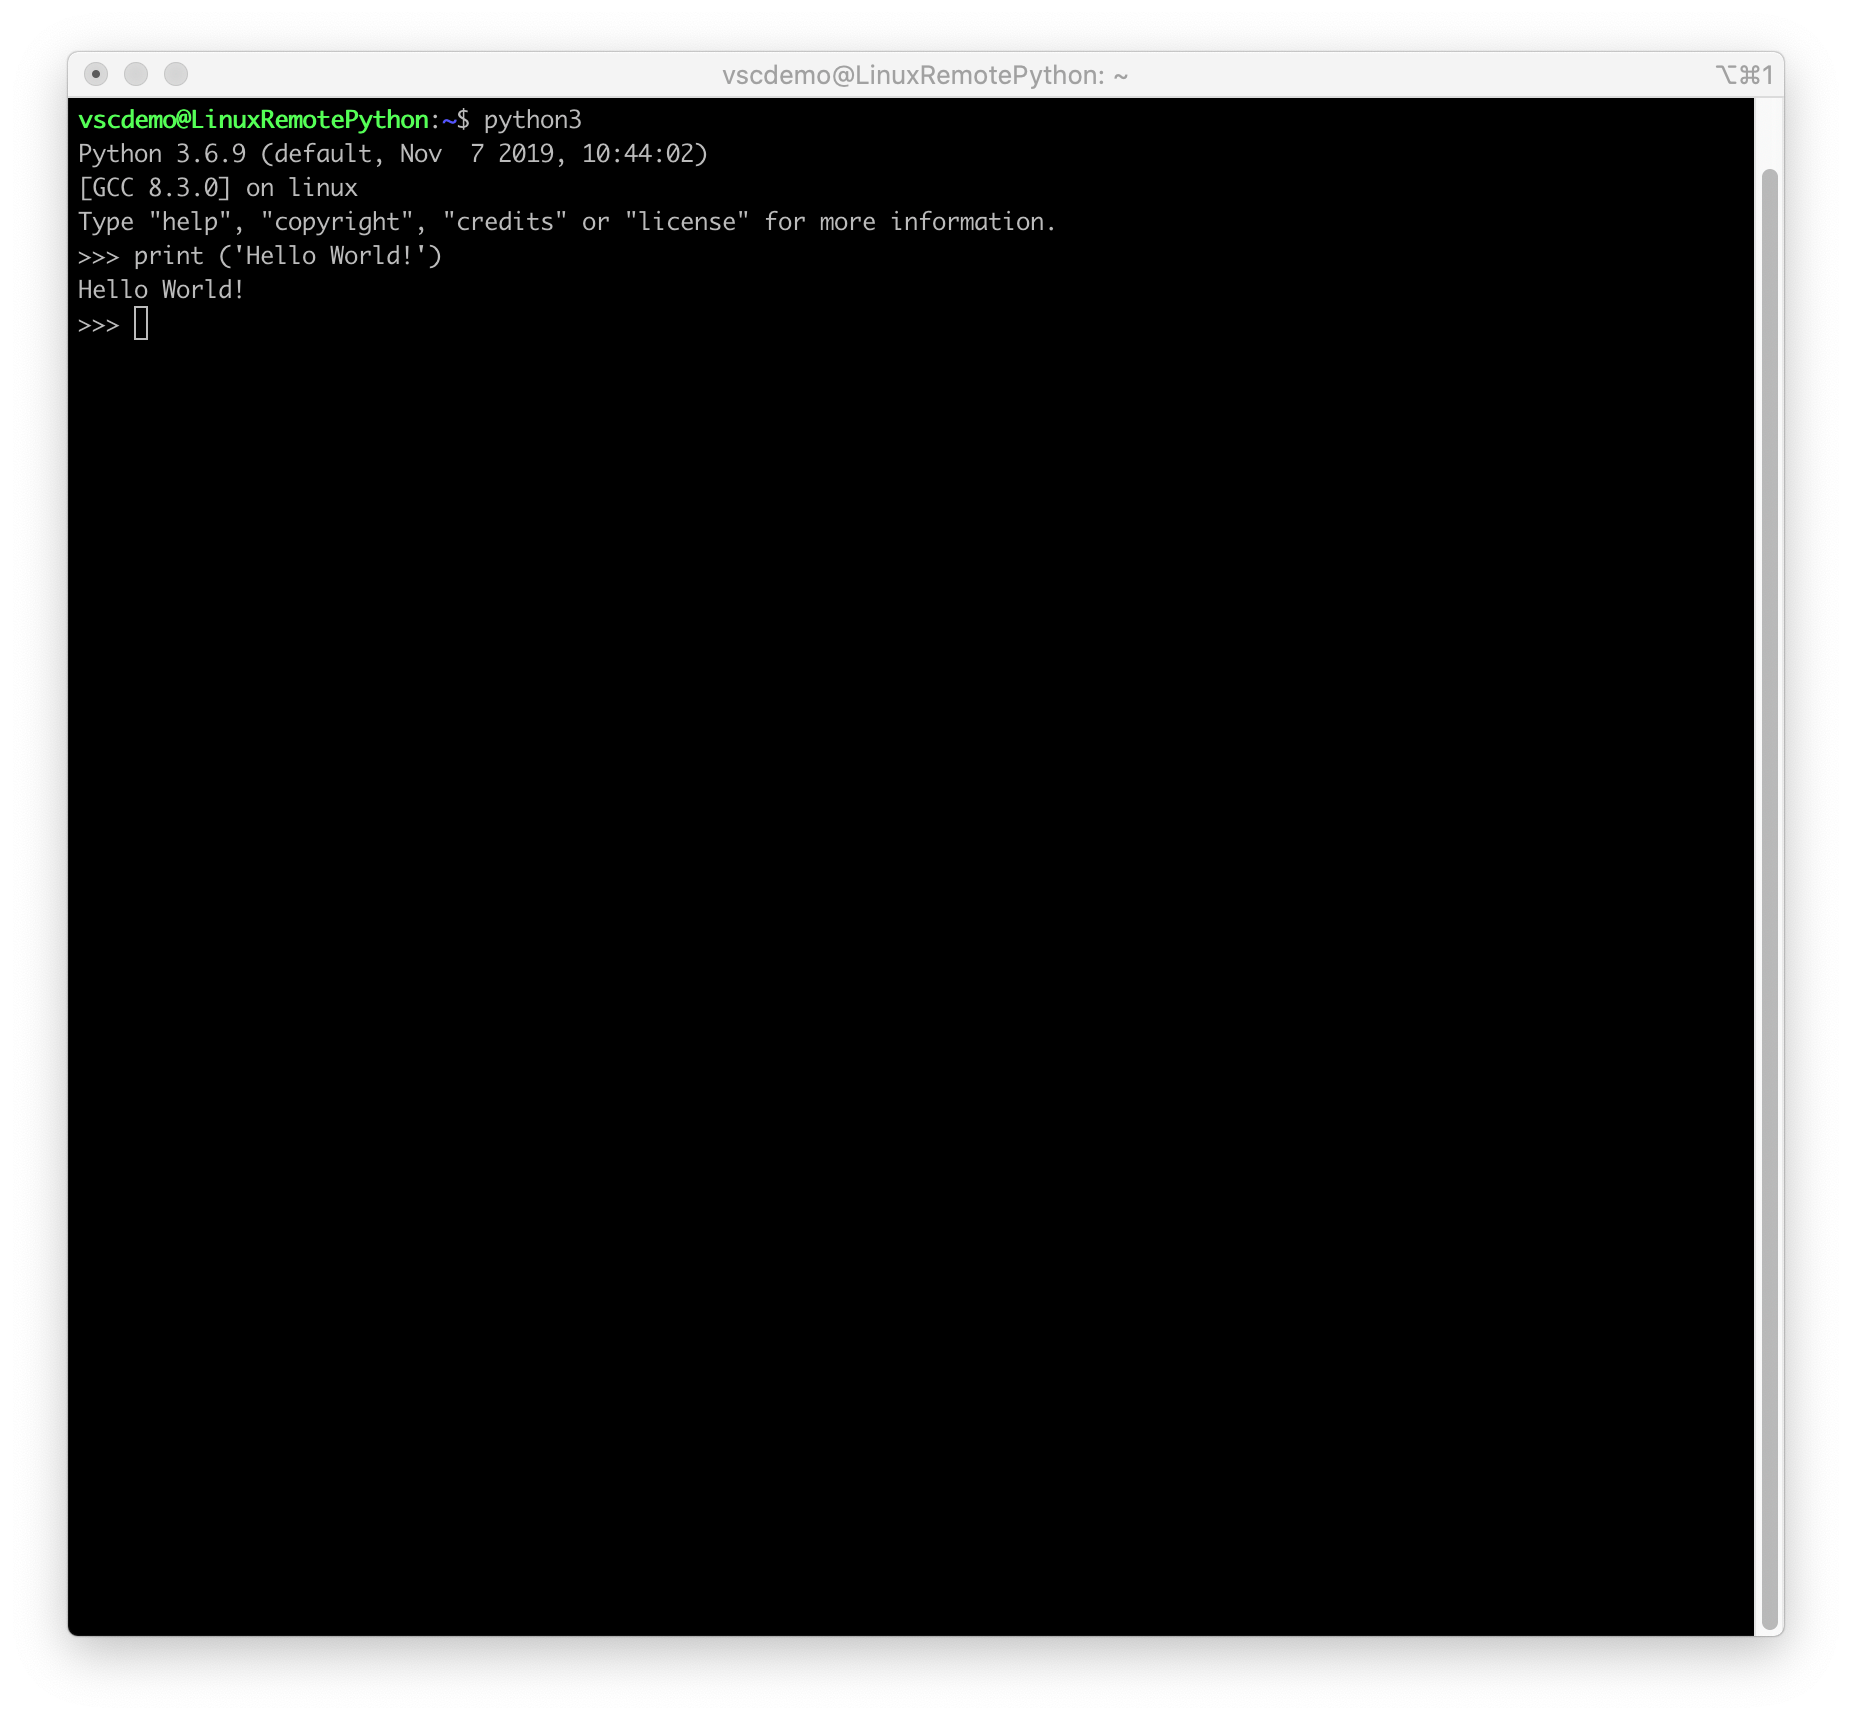 vscdemo@LinuxRemotePython: ~
⌥⌘1
vscdemo@LinuxRemotePython:~$ python3
Python 3.6.9 (default, Nov  7 2019, 10:44:02)
[GCC 8.3.0] on linux
Type "help", "copyright", "credits" or "license" for more information.
>>> print ('Hello World!')
Hello World!
>>>